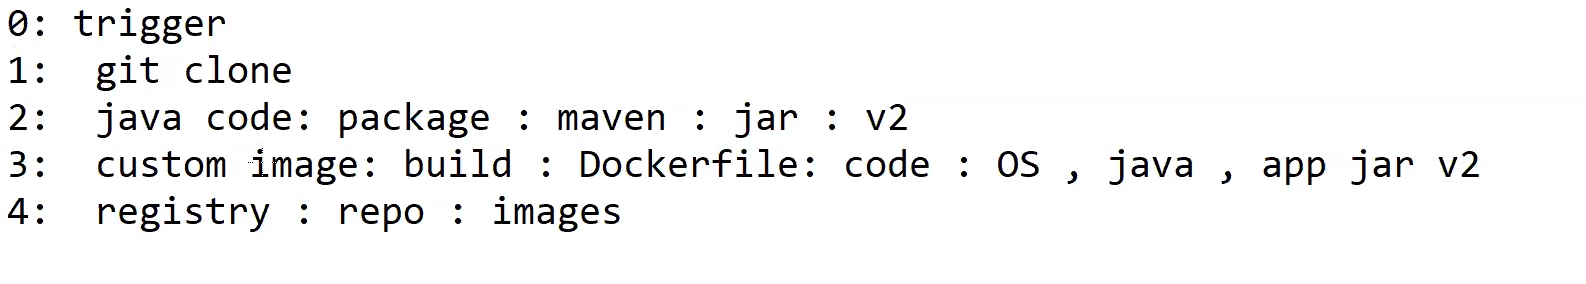 0: trigger
1:  git clone
2:  java code: package : maven : jar : v2
3:  custom image: build : Dockerfile: code : OS , java , app jar v2
4:  registry : repo : images